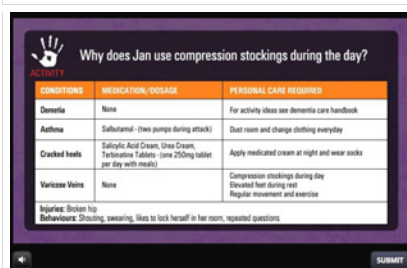 Why does Jan use compression stockings during the day?
ACTIVITY
CONDITIONS MEDICATION/DOSAGE PERSONAL CARE REQUIRED
Demetia None For activity ideas see dementia care handbook
Asthma Salbutamol - (two pumps during attack) Dust room and change clothing everyday
Cracked heels Salicylic Acid Cream, Urea Cream,
Terbinatine Tablets - (one 250mg tablet
per day with meals) Apply medicated cream at night and wear socks
Varicose Veins None Compression stockings during day
Elevated feet during rest
Regular movement and exercise
Injuries: Broken hip
Behaviours: Shouting, swearing, likes to lock herself in her room, repeated questions
SUBMIT